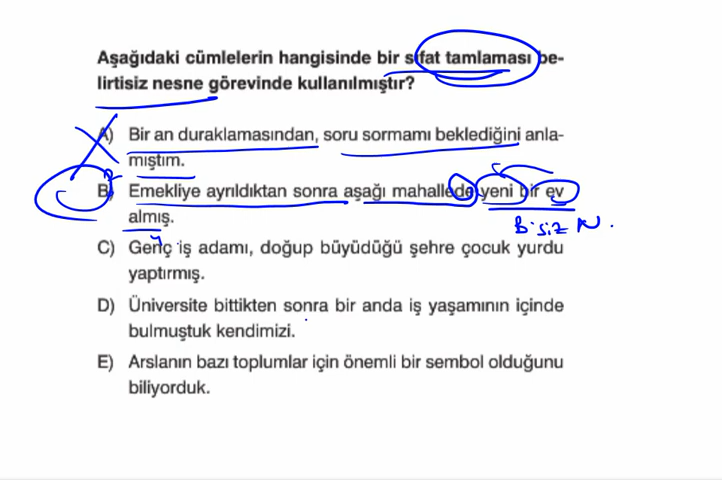 Aşağıdaki cümlelerin hangisinde bir sıfat tamlaması be-
lirtisiz nesne görevinde kullanılmıştır?
A) Bir an duraklamasından, soru sormamı beklediğini anla-
mıştım.
B) Emekliye ayrıldıktan sonra aşağı mahallede yeni bir ev
almış.
B.siz N.
C) Genç iş adamı, doğup büyüdüğü şehre çocuk yurdu
yaptırmış.
D) Üniversite bittikten sonra bir anda iş yaşamının içinde
bulmuştuk kendimizi.
E) Arslanın bazı toplumlar için önemli bir sembol olduğunu
biliyorduk.